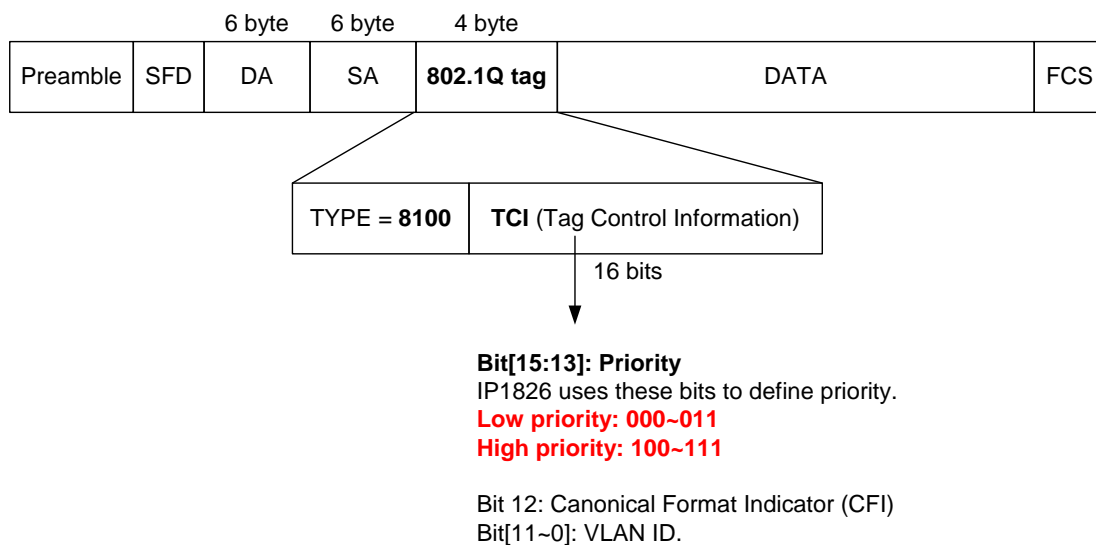 6 byte 6 byte 4 byte
Preamble SFD DA SA 802.1Q tag DATA FCS
TYPE = 8100 TCI (Tag Control Information)
16 bits
Bit[15:13]: Priority
IP1826 uses these bits to define priority.
Low priority: 000~011
High priority: 100~111
Bit 12: Canonical Format Indicator (CFI)
Bit[11~0]: VLAN ID.